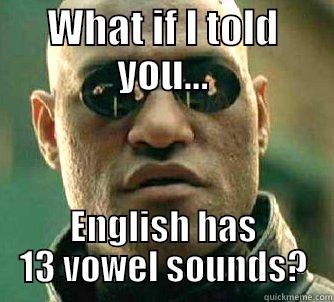 What if I told
you...
English has
13 vowel sounds?
quickmeme.com